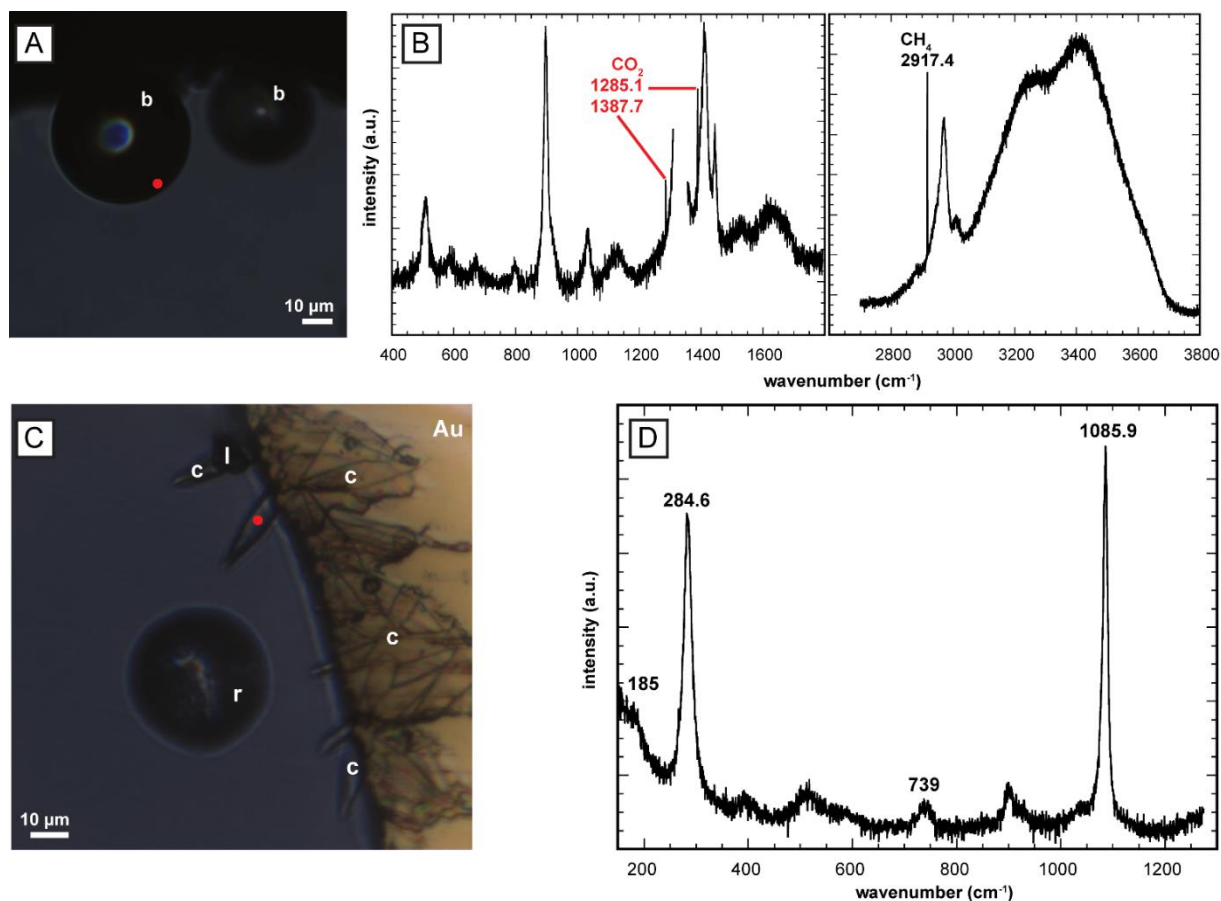 A
b
b
10 µm
B
CO2
1285.1
1387.7
intensity (a.u.)
400 600 800 1000 1200 1400 1600
CH4
2917.4
2800 3000 3200 3400 3600 3800
wavenumber (cm-1)
C
Au
l
c
c
c
c
r
10 µm
D
1085.9
284.6
185
739
intensity (a.u.)
200 400 600 800 1000 1200
wavenumber (cm-1)